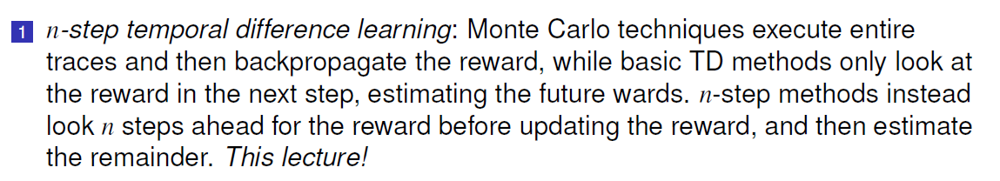 1 n-step temporal difference learning: Monte Carlo techniques execute entire
traces and then backpropagate the reward, while basic TD methods only look at
the reward in the next step, estimating the future wards. n-step methods instead
look n steps ahead for the reward before updating the reward, and then estimate
the remainder. This lecture!